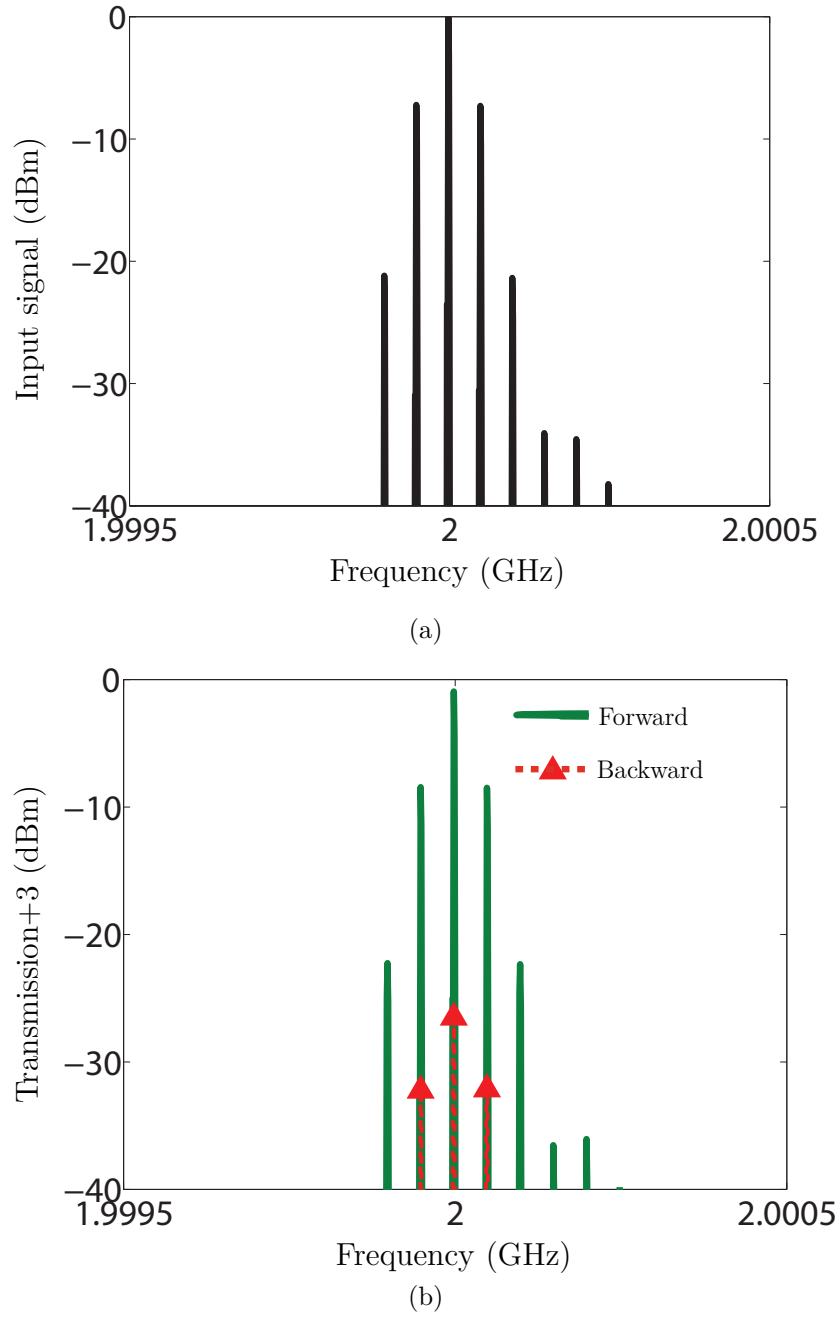 0
−10
−20
−30
−40
Input signal (dBm)
1.9995
2
2.0005
Frequency (GHz)
(a)
0
−10
−20
−30
−40
Transmission+3 (dBm)
Forward
Backward
1.9995
2
2.0005
Frequency (GHz)
(b)